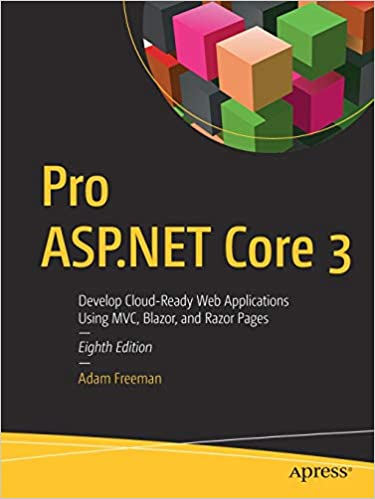 Pro
ASP.NET Core 3
Develop Cloud-Ready Web Applications
Using MVC, Blazor, and Razor Pages
—
Eighth Edition
—
Adam Freeman
Apress®